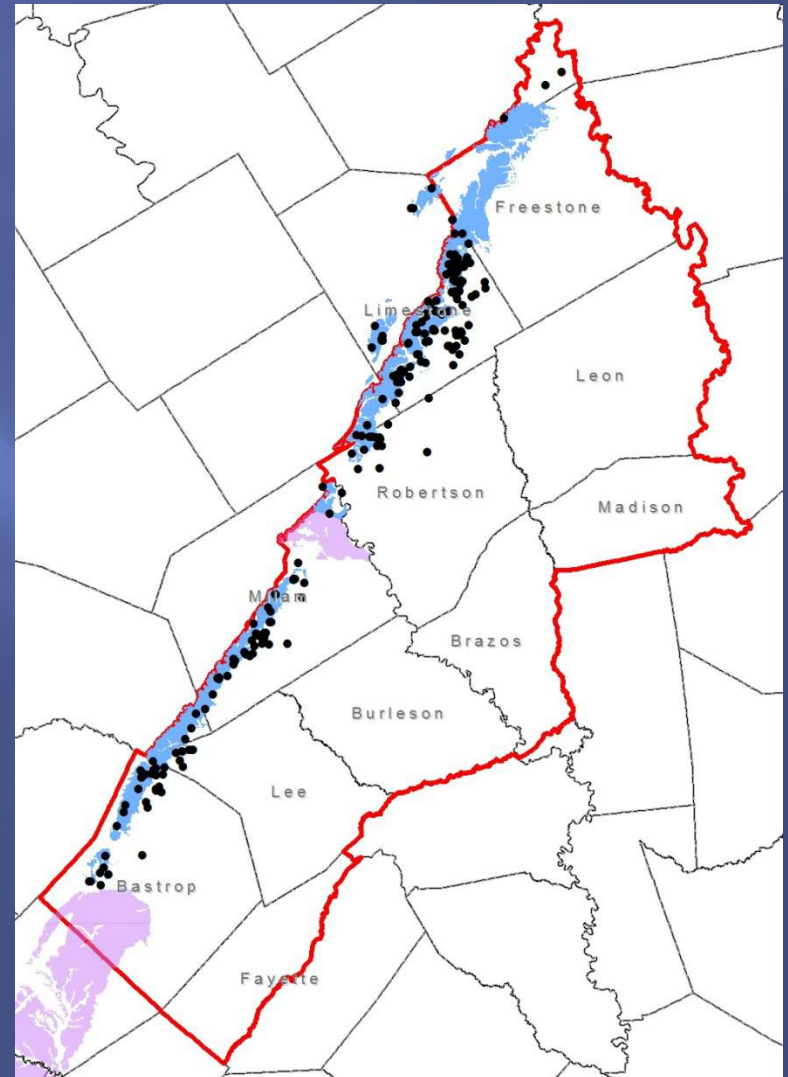 Freestone
Limestone
Leon
Robertson
Madison
Milam
Brazos
Burleson
Lee
Bastrop
Fayette